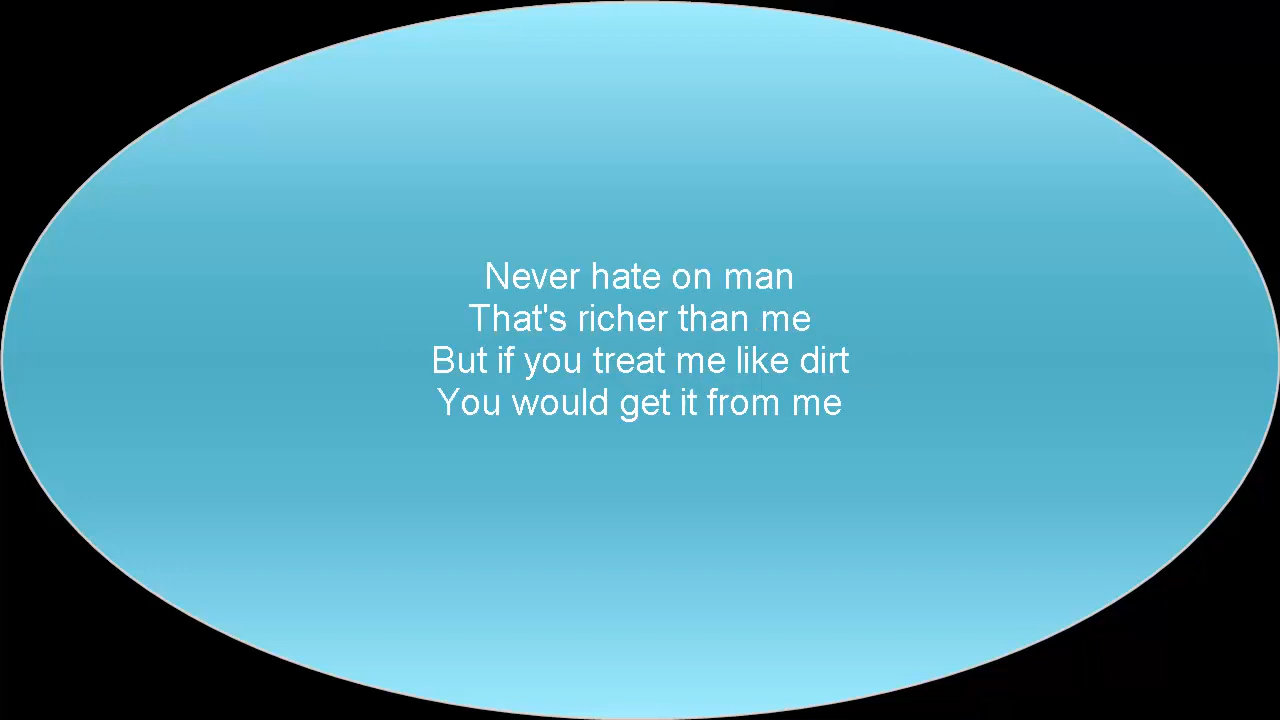 Never hate on man
That's richer than me
But if you treat me like dirt
You would get it from me